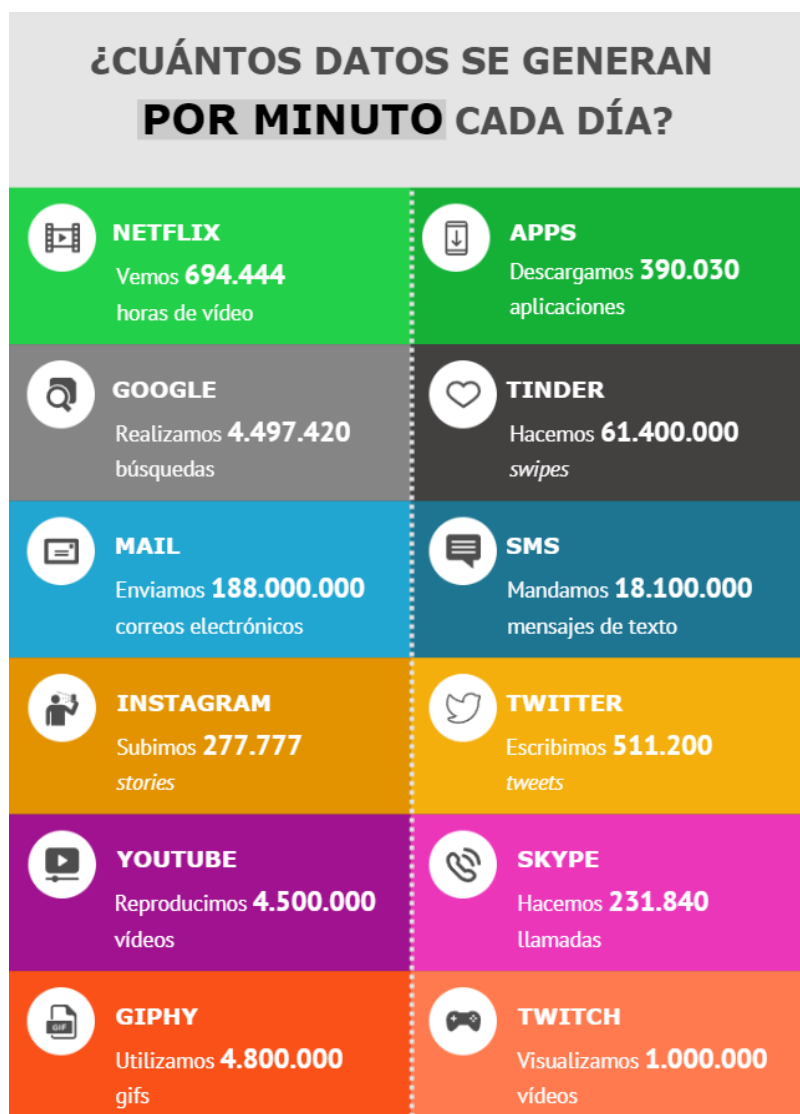 ¿CUÁNTOS DATOS SE GENERAN
POR MINUTO CADA DÍA?
NETFLIX
Vemos 694.444
horas de vídeo
APPS
Descargamos 390.030
aplicaciones
GOOGLE
Realizamos 4.497.420
búsquedas
TINDER
Hacemos 61.400.000
swipes
MAIL
Enviamos 188.000.000
correos electrónicos
SMS
Mandamos 18.100.000
mensajes de texto
INSTAGRAM
Subimos 277.777
stories
TWITTER
Escribimos 511.200
tweets
YOUTUBE
Reproducimos 4.500.000
vídeos
SKYPE
Hacemos 231.840
llamadas
GIF
GIPHY
Utilizamos 4.800.000
gifs
TWITCH
Visualizamos 1.000.000
vídeos